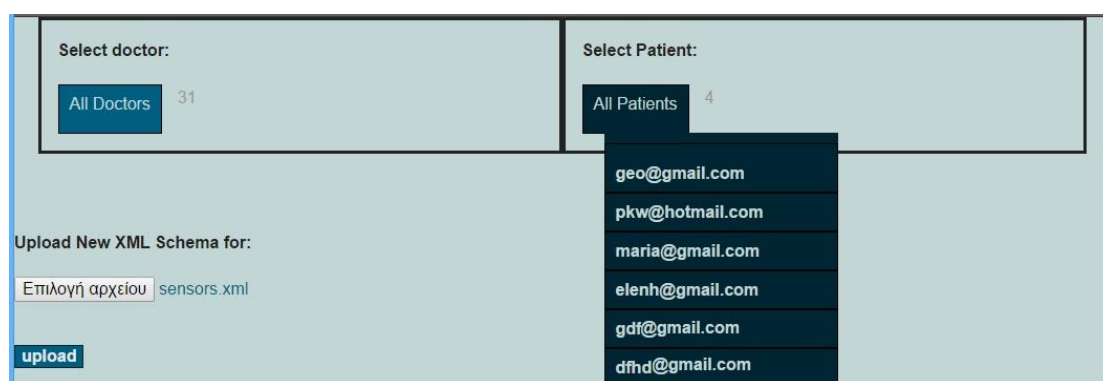 Select doctor:
All Doctors 31
Select Patient:
All Patients 4
geo@gmail.com
pkw@hotmail.com
maria@gmail.com
elenh@gmail.com
gdf@gmail.com
dfhd@gmail.com
Upload New XML Schema for:
Επιλογή αρχείου sensors.xml
upload